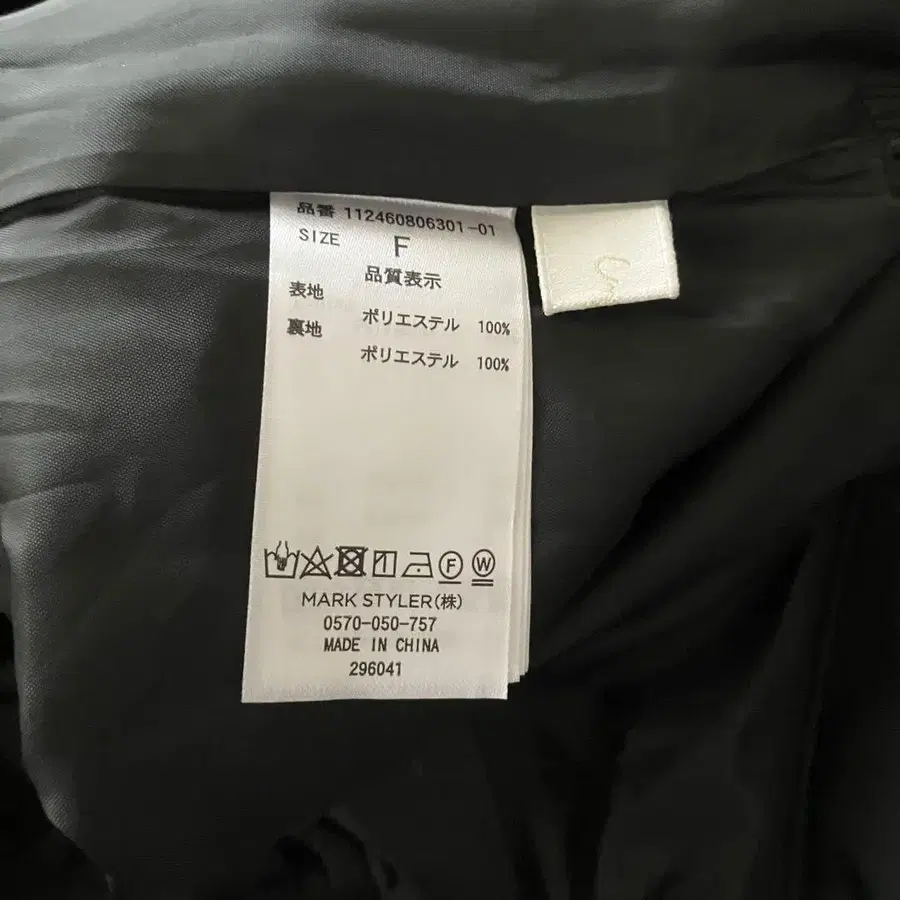 品番 112460806301-01
SIZE F
品質表示
表地
ポリエステル 100%
裏地
ポリエステル 100%
F W
MARK STYLER(株)
0570-050-757
MADE IN CHINA
296041